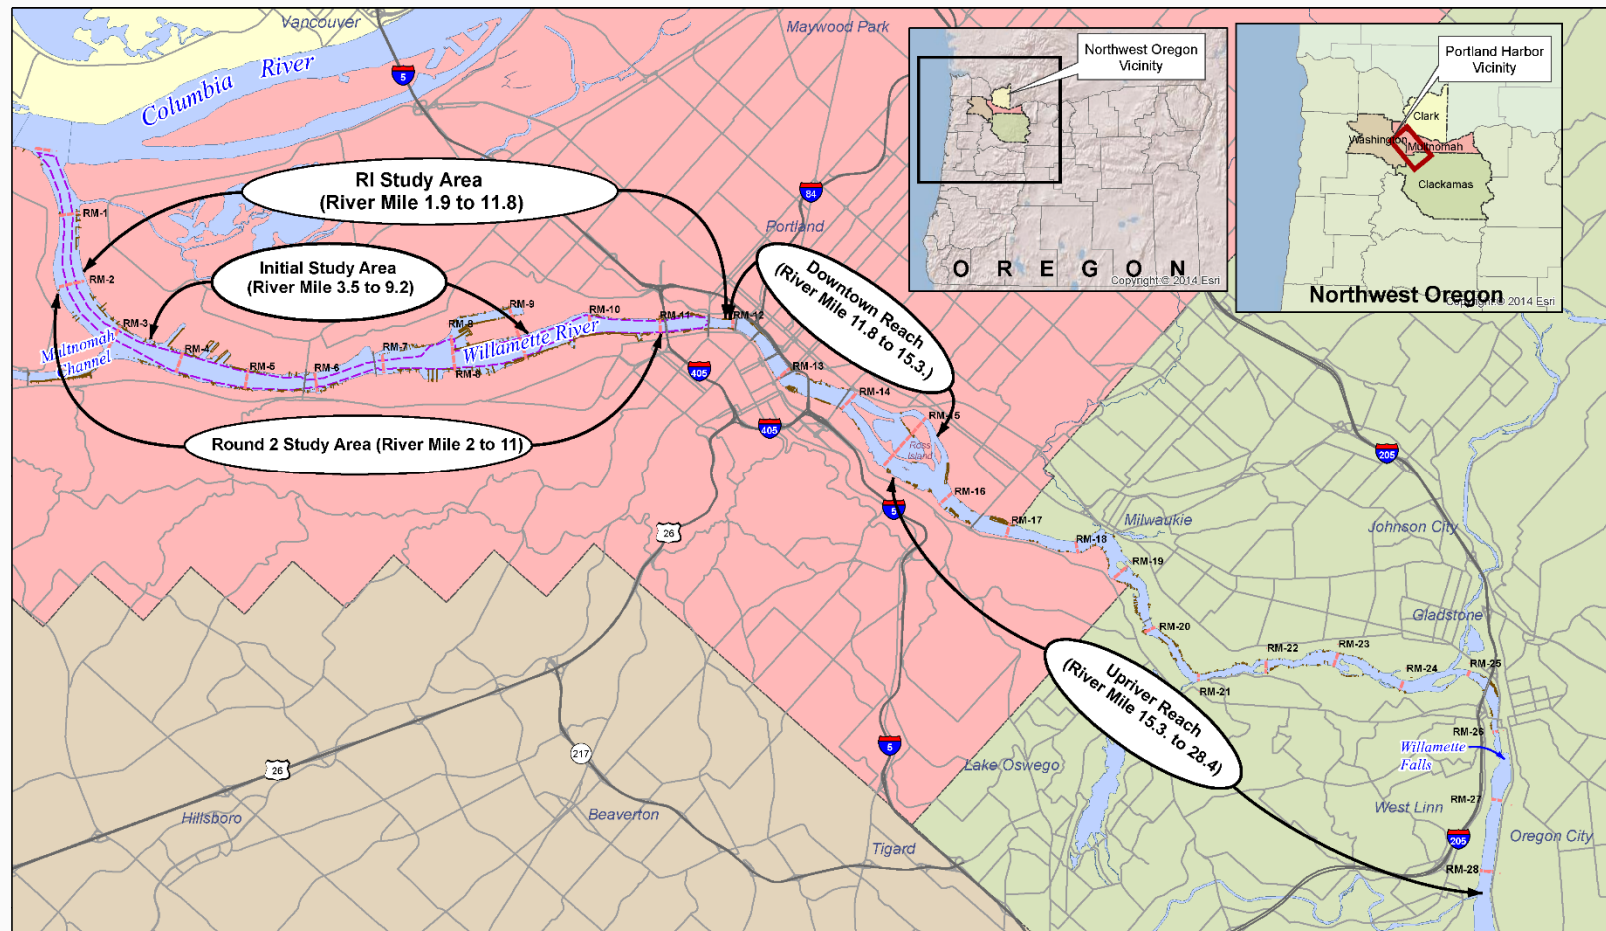 Vancouver
Maywood Park
Columbia River
5
84
Portland
RI Study Area
(River Mile 1.9 to 11.8)
Initial Study Area
(River Mile 3.5 to 9.2)
Round 2 Study Area (River Mile 2 to 11)
Downtown Reach
(River Mile 11.8 to 15.3.)
Upriver Reach
(River Mile 15.3. to 28.4)
Multnomah
Channel
Willamette River
RM-1
RM-2
RM-3
RM-4
RM-5
RM-6
RM-7
RM-8
RM-8
RM-9
RM-10
RM-11
RM-12
RM-13
RM-14
RM-15
Ross
Island
RM-16
RM-17
RM-18
RM-19
RM-20
RM-21
RM-22
RM-23
RM-24
RM-25
RM-26
RM-27
RM-28
405
405
5
26
5
205
Milwaukie
Johnson City
Gladstone
Willamette
Falls
Lake Oswego
West Linn
Oregon City
205
26
217
Hillsboro
Beaverton
Tigard
Northwest Oregon
Vicinity
OREGON
Copyright:© 2014 Esri
Portland Harbor
Vicinity
Clark
Washington
Multnomah
Clackamas
Copyright:© 2014 Esri
Northwest Oregon